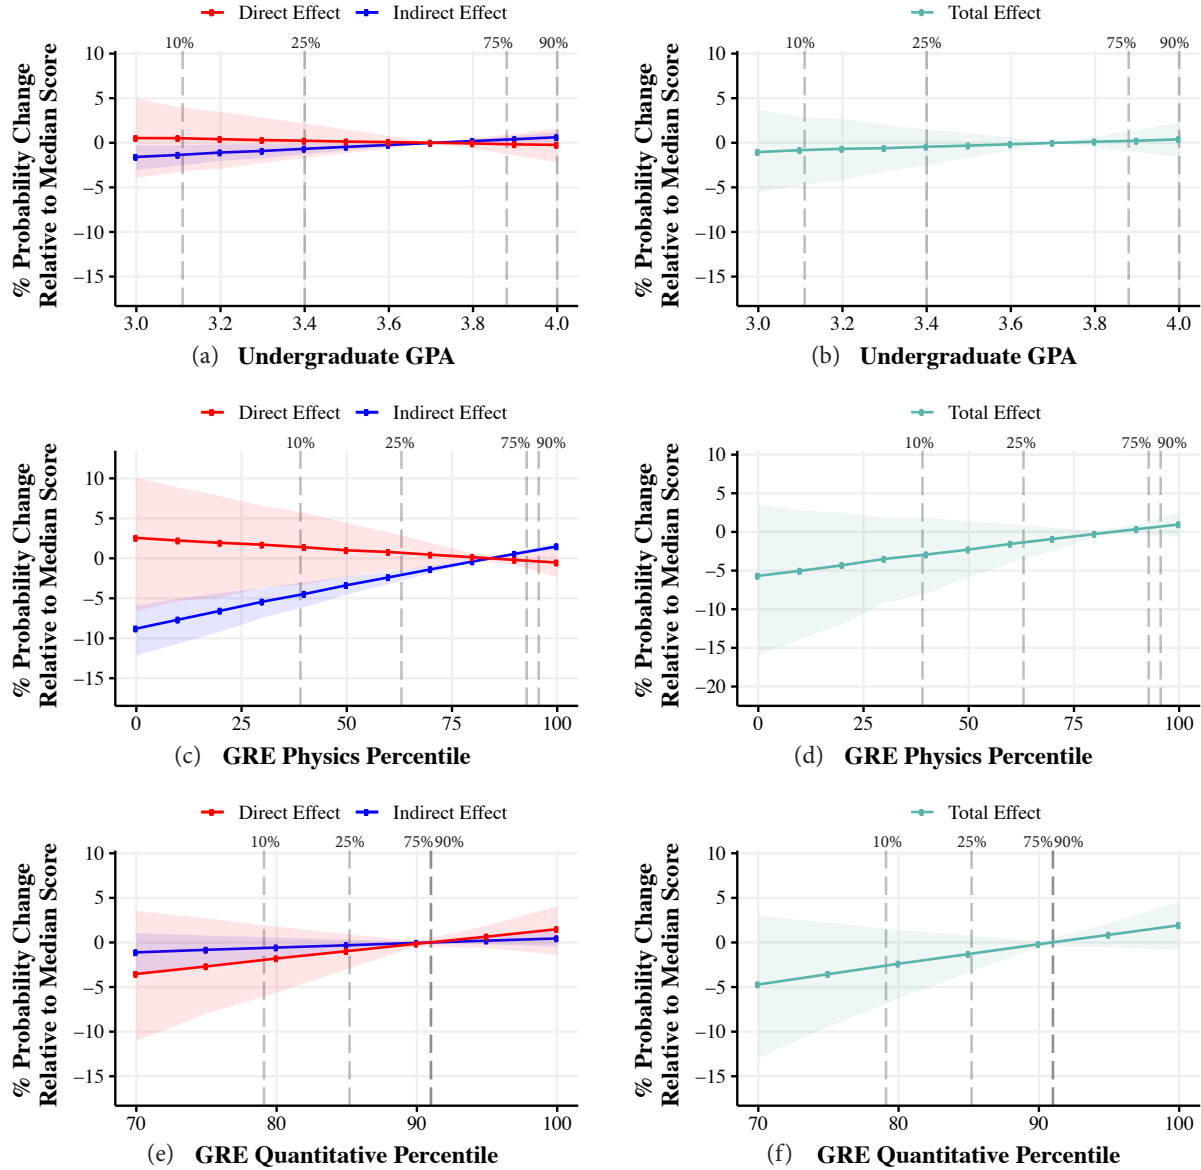 Direct Effect Indirect Effect
Total Effect
% Probability Change
Relative to Median Score
10% 25% 75% 90%
10
5
0
−5
−10
−15
3.0 3.2 3.4 3.6 3.8 4.0
(a) Undergraduate GPA
% Probability Change
Relative to Median Score
10% 25% 75% 90%
10
5
0
−5
−10
−15
3.0 3.2 3.4 3.6 3.8 4.0
(b) Undergraduate GPA
Direct Effect Indirect Effect
Total Effect
% Probability Change
Relative to Median Score
10% 25% 75% 90%
10
5
0
−5
−10
−15
0 25 50 75 100
(c) GRE Physics Percentile
% Probability Change
Relative to Median Score
10% 25% 75% 90%
10
5
0
−5
−10
−15
−20
0 25 50 75 100
(d) GRE Physics Percentile
Direct Effect Indirect Effect
Total Effect
% Probability Change
Relative to Median Score
10% 25% 75% 90%
10
5
0
−5
−10
−15
70 80 90 100
(e) GRE Quantitative Percentile
% Probability Change
Relative to Median Score
10% 25% 75% 90%
10
5
0
−5
−10
−15
70 80 90 100
(f) GRE Quantitative Percentile